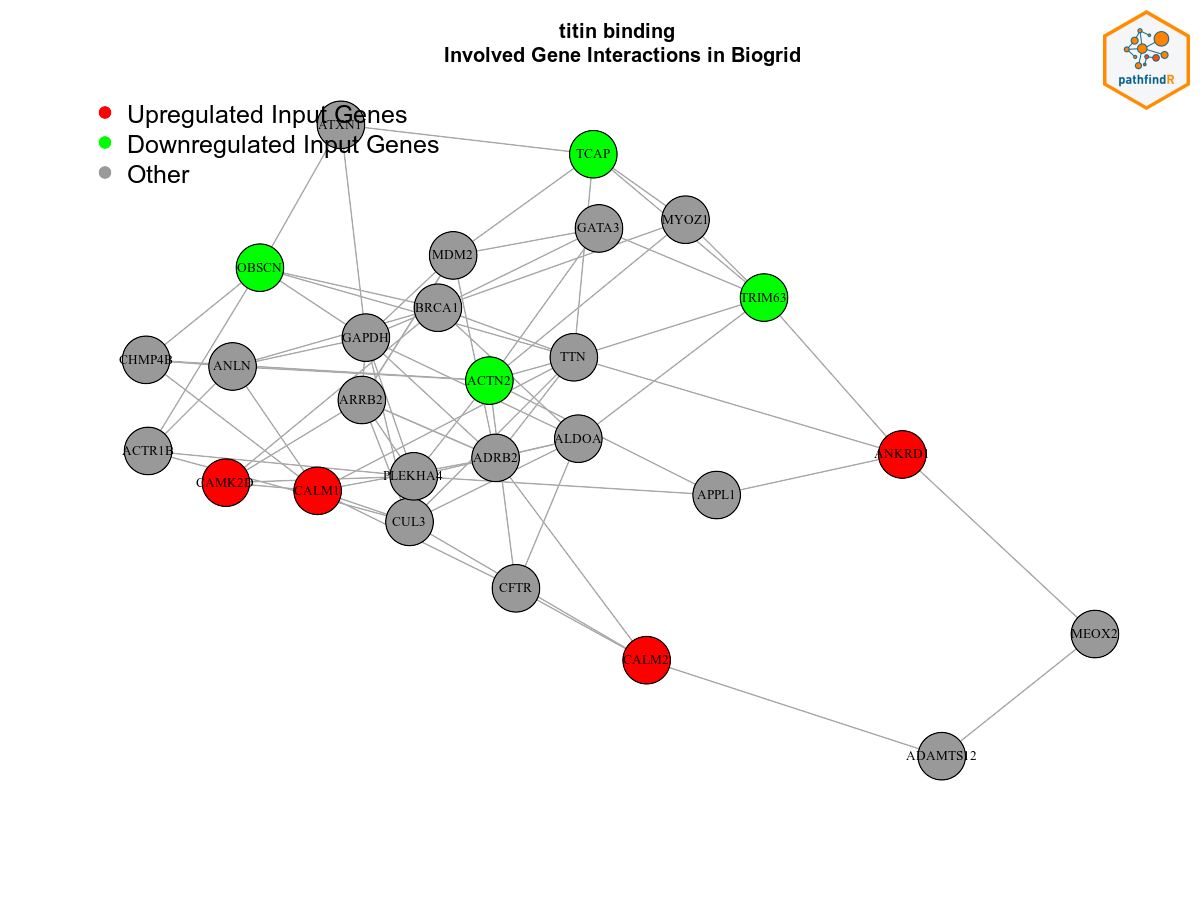 titin binding
Involved Gene Interactions in Biogrid
pathfindR
Upregulated Input Genes
Downregulated Input Genes
Other
ATXN1
TCAP
MYOZ1
GATA3
MDM2
OBSCN
TRIM63
BRCA1
GAPDH
TTN
CHMP4B
ANLN
ACTN2
ARRB2
ALDOA
ACTR1B
ANKRD1
ADRB2
PLEKHA4
CAMK2D
CALM1
APPL1
CUL3
CFTR
MEOX2
CALM2
ADAMTS12